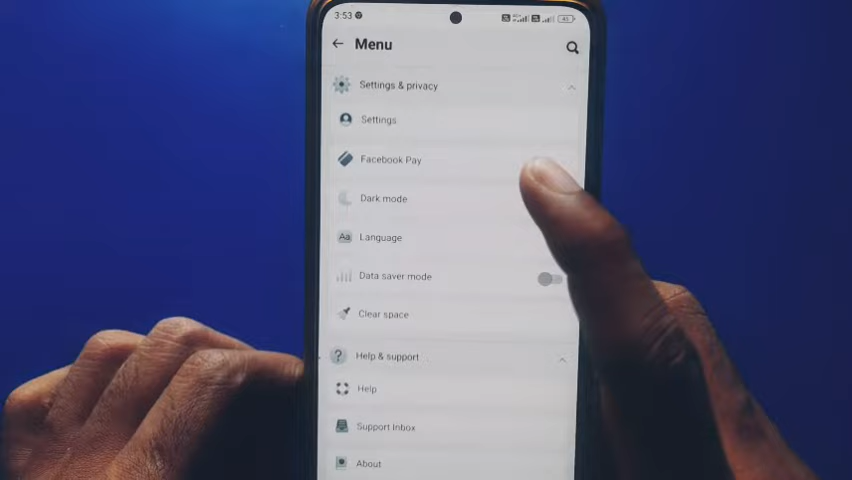 3:53
Menu
Settings & privacy
Settings
Facebook Pay
Dark mode
Aa Language
Data saver mode
Clear space
? Help & support
Help
Support Inbox
About